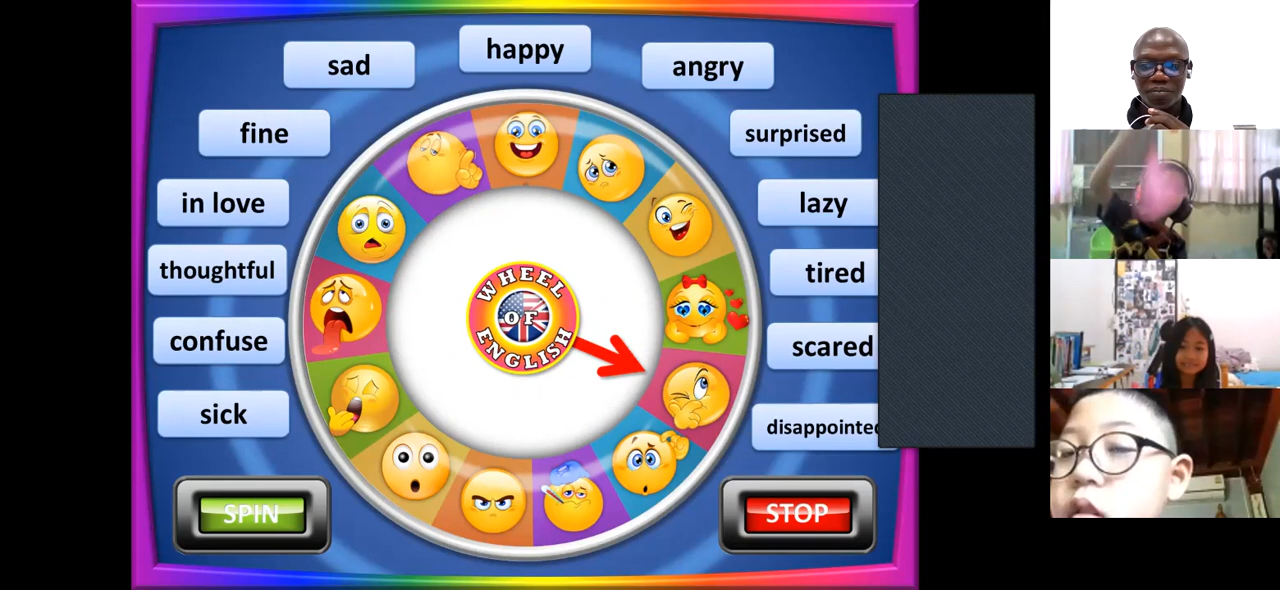 happy
sad
angry
fine
surprised
in love
lazy
thoughtful
tired
confuse
scared
sick
disappointed
WHEEL
OF
ENGLISH
SPIN
STOP